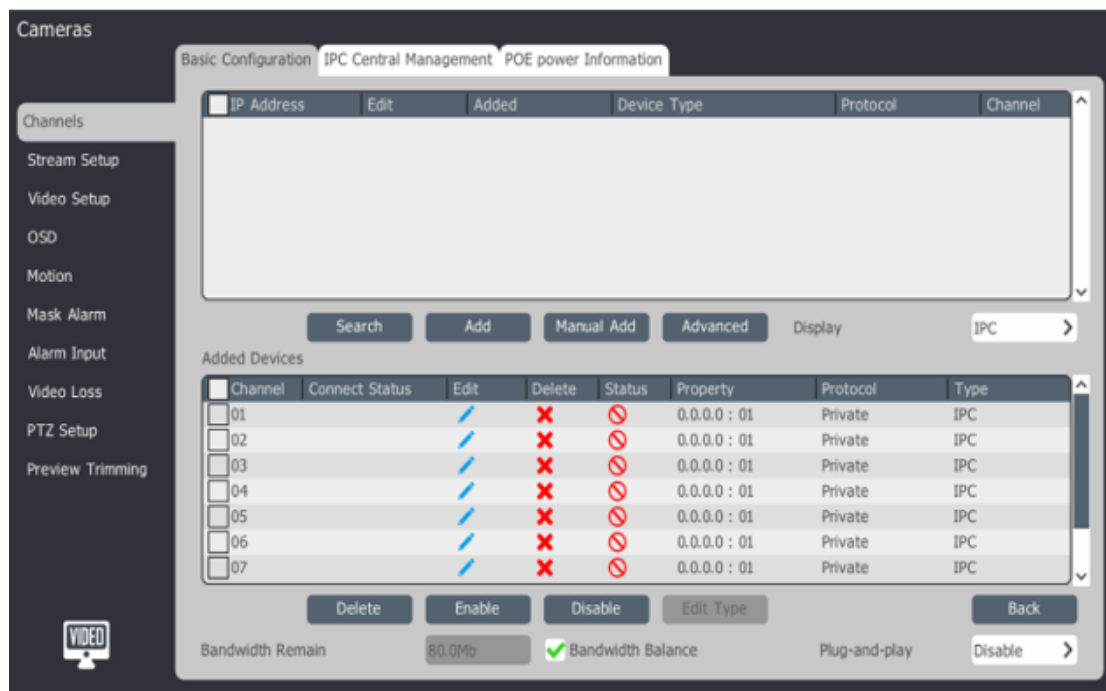 Cameras
Basic Configuration IPC Central Management POE power Information
IP Address Edit Added Device Type Protocol Channel
Channels
Stream Setup
Video Setup
OSD
Motion
Mask Alarm
Alarm Input
Video Loss
PTZ Setup
Preview Trimming
Search Add Manual Add Advanced Display IPC
Added Devices
Channel Connect Status Edit Delete Status Property Protocol Type
01 0.0.0.0 : 01 Private IPC
02 0.0.0.0 : 01 Private IPC
03 0.0.0.0 : 01 Private IPC
04 0.0.0.0 : 01 Private IPC
05 0.0.0.0 : 01 Private IPC
06 0.0.0.0 : 01 Private IPC
07 0.0.0.0 : 01 Private IPC
Delete Enable Disable Edit Type Back
VIDEO
Bandwidth Remain 80.0Mb Bandwidth Balance Plug-and-play Disable